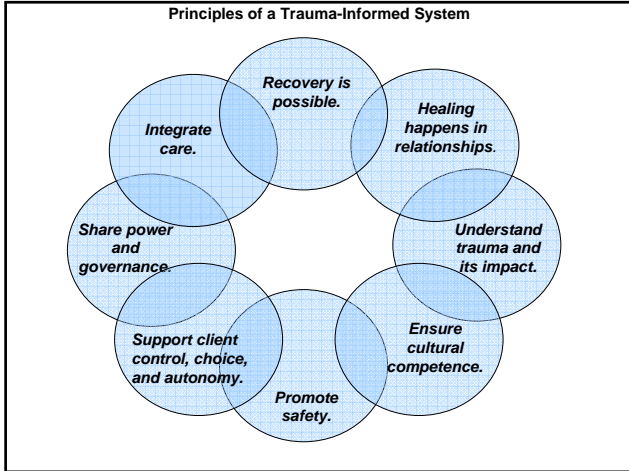 Principles of a Trauma-Informed System
Recovery is
possible.
Healing
happens in
relationships.
Understand
trauma and
its impact.
Ensure
cultural
competence.
Promote
safety.
Support client
control, choice,
and autonomy.
Share power
and
governance.
Integrate
care.